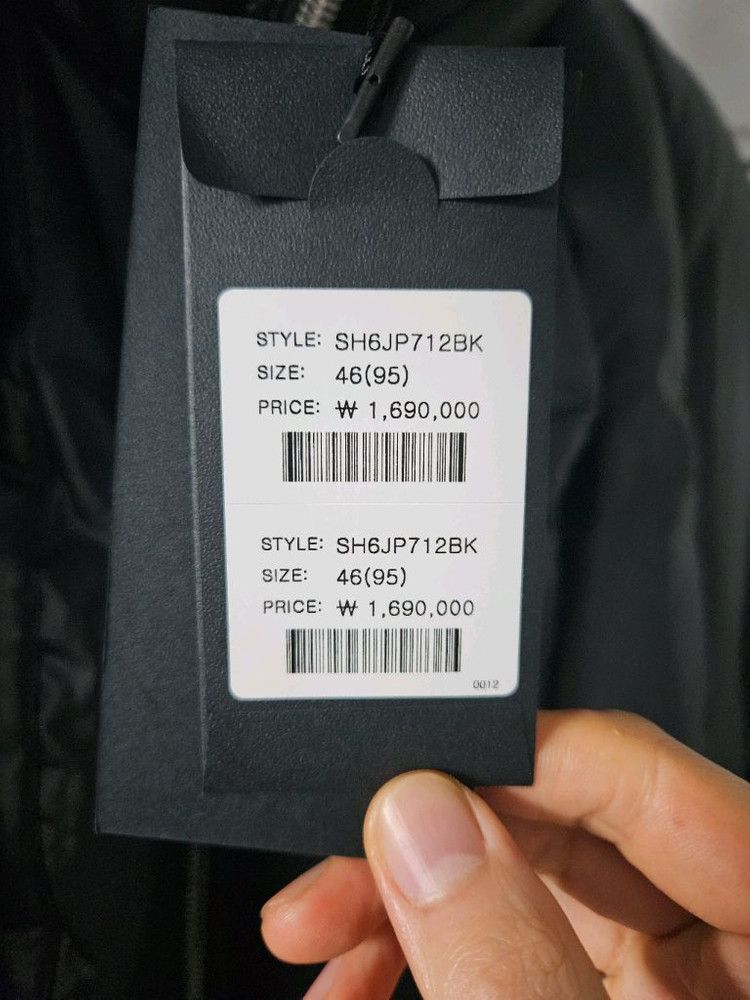 STYLE: SH6JP712BK
SIZE: 46(95)
PRICE: ₩ 1,690,000
STYLE: SH6JP712BK
SIZE: 46(95)
PRICE: ₩ 1,690,000
0012